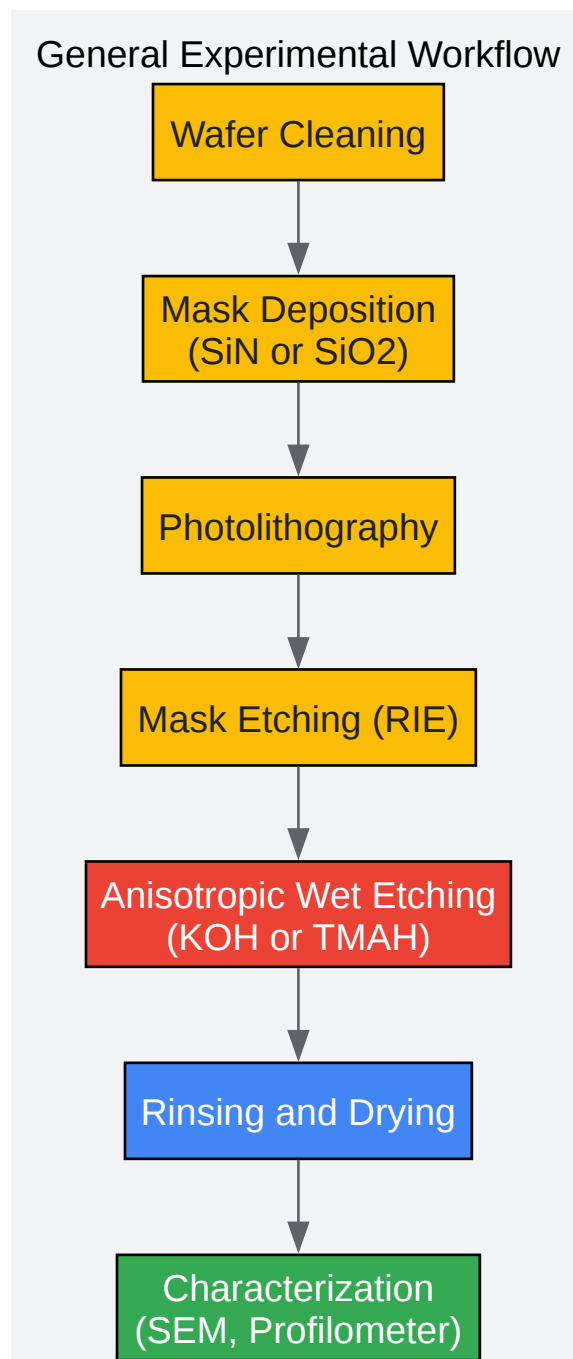 General Experimental Workflow
Wafer Cleaning
Mask Deposition
(SiN or SiO2)
Photolithography
Mask Etching (RIE)
Anisotropic Wet Etching
(KOH or TMAH)
Rinsing and Drying
Characterization
(SEM, Profilometer)